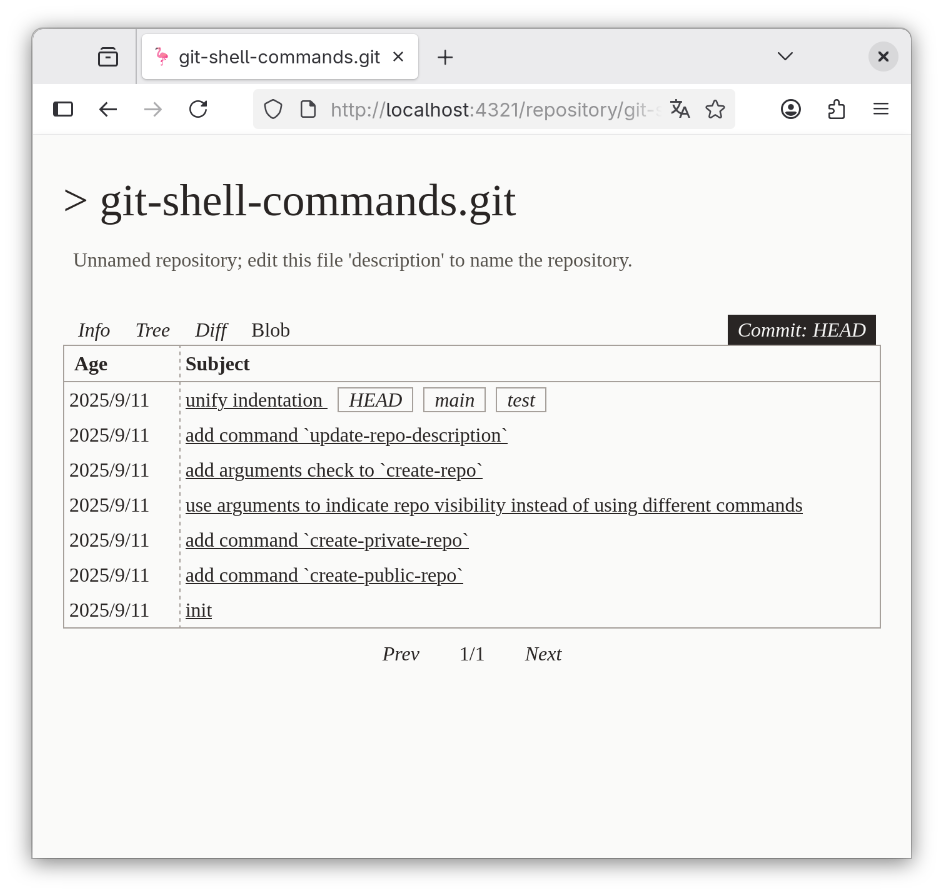 git-shell-commands.git
http://localhost:4321/repository/git-
> git-shell-commands.git
Unnamed repository; edit this file 'description' to name the repository.
Info Tree Diff Blob Commit: HEAD
Age Subject
2025/9/11 unify indentation HEAD main test
2025/9/11 add command `update-repo-description`
2025/9/11 add arguments check to `create-repo`
2025/9/11 use arguments to indicate repo visibility instead of using different commands
2025/9/11 add command `create-private-repo`
2025/9/11 add command `create-public-repo`
2025/9/11 init
Prev 1/1 Next